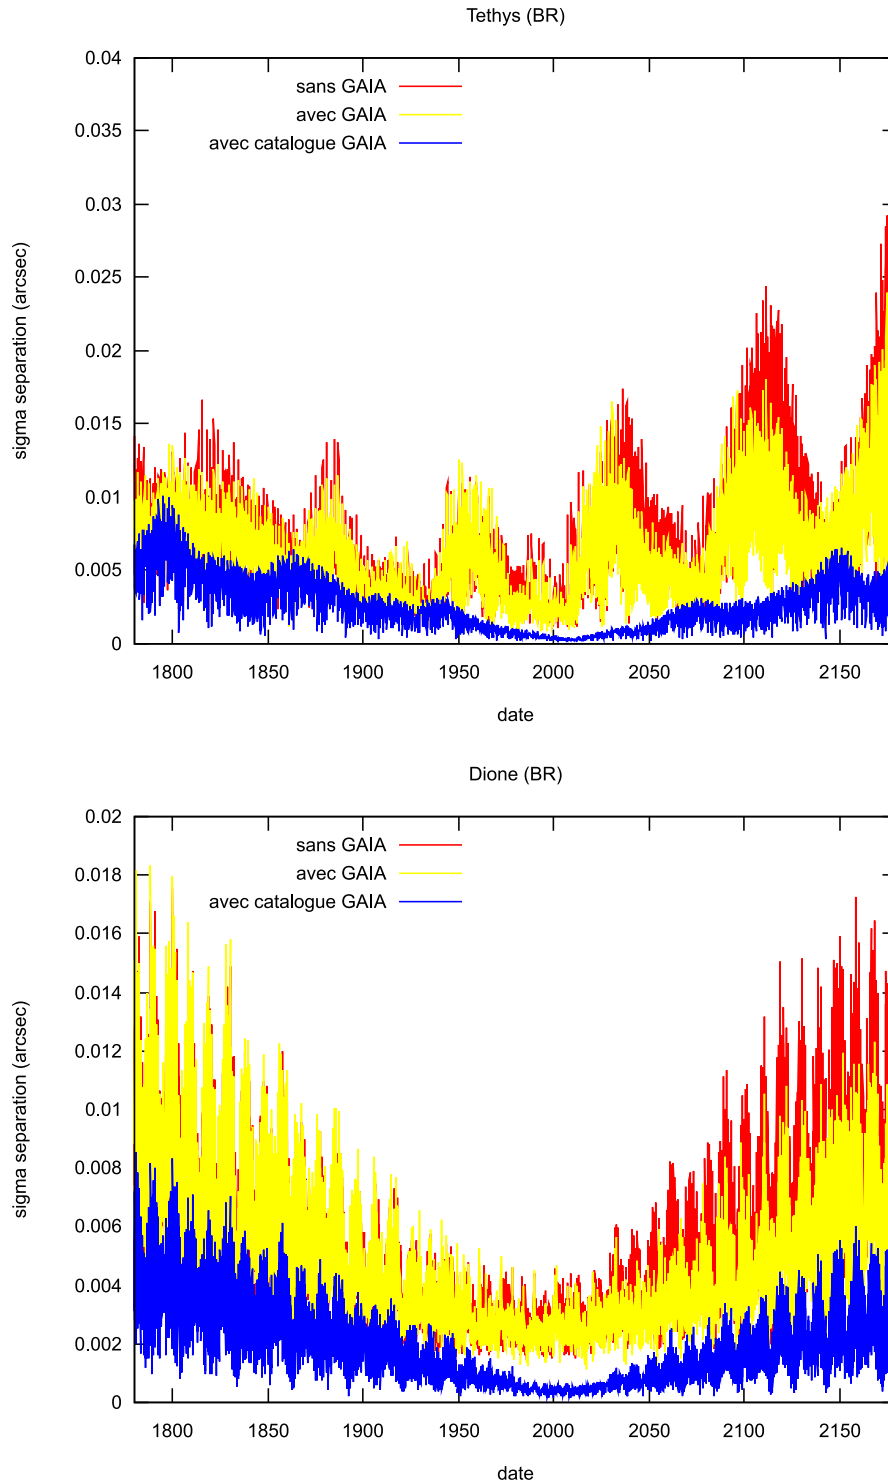 Tethys (BR)
0.04
sans GAIA
avec GAIA
0.035
avec catalogue GAIA
0.03
0.025
0.02
0.015
0.01
0.005
0
sigma separation (arcsec)
1800 1850 1900 1950 2000 2050 2100 2150
date
Dione (BR)
0.02
sans GAIA
avec GAIA
0.018
avec catalogue GAIA
0.016
0.014
0.012
0.01
0.008
0.006
0.004
0.002
0
sigma separation (arcsec)
1800 1850 1900 1950 2000 2050 2100 2150
date